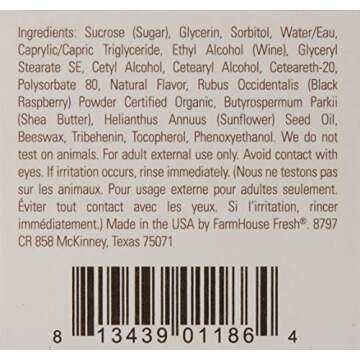 Ingredients: Sucrose (Sugar), Glycerin, Sorbitol, Water/Eau,
Caprylic/Capric Triglyceride, Ethyl Alcohol (Wine), Glyceryl
Stearate SE, Cetyl Alcohol, Cetearyl Alcohol, Ceteareth-20,
Polysorbate 80, Natural Flavor, Rubus Occidentalis (Black
Raspberry) Powder Certified Organic, Butyrospermum Parkii
(Shea Butter), Helianthus Annuus (Sunflower) Seed Oil,
Beeswax, Tribehenin, Tocopherol, Phenoxyethanol. We do not
test on animals. For adult external use only. Avoid contact with
eyes. If irritation occurs, rinse immediately. (Nous ne testons pas
sur les animaux. Pour usage externe pour adultes seulement.
Éviter tout contact avec les yeux. Si l'irritation, rincer
immédiatement.) Made in the USA by FarmHouse Fresh®. 8797
CR 858 McKinney, Texas 75071
8 13439 01186 4